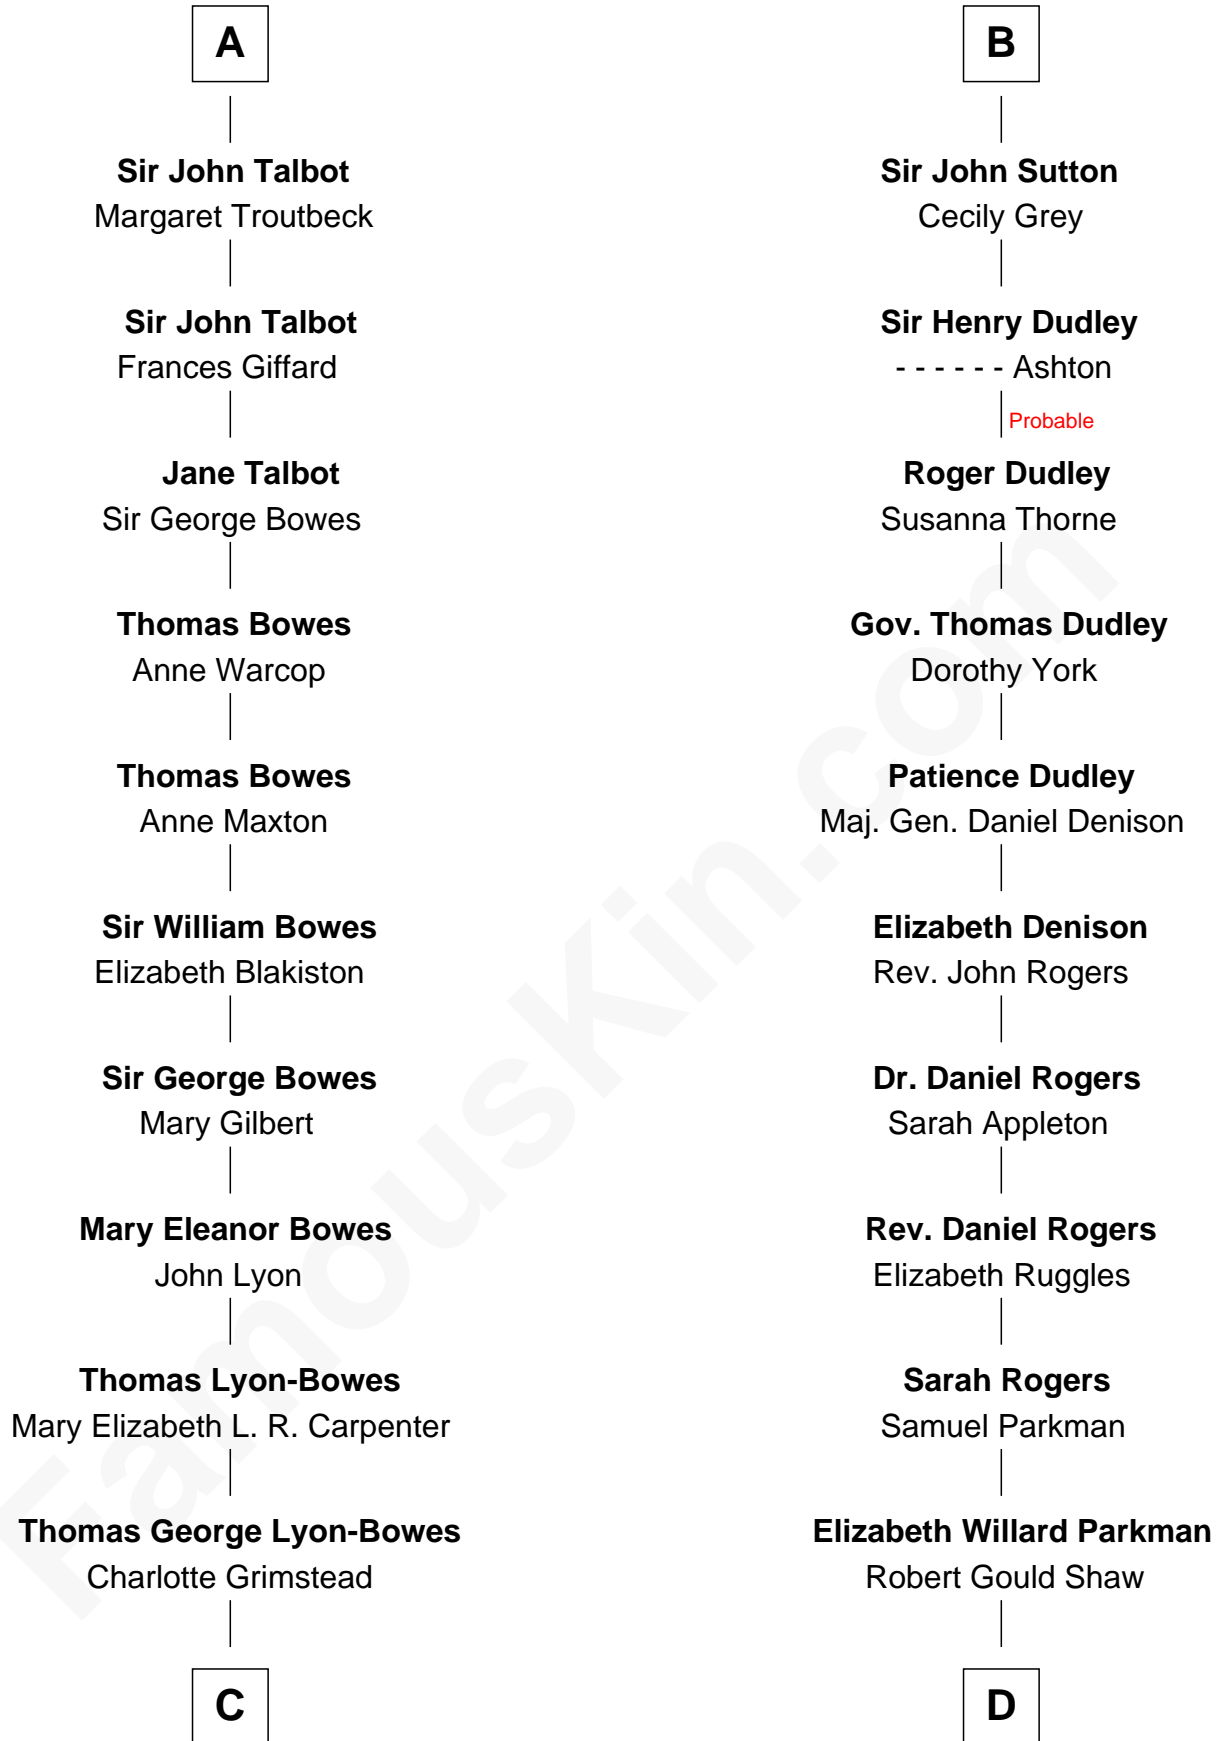 A
Sir John Talbot
Margaret Troutbeck
Sir John Talbot
Frances Giffard
Jane Talbot
Sir George Bowes
Thomas Bowes
Anne Warcop
Thomas Bowes
Anne Maxton
Sir William Bowes
Elizabeth Blakiston
Sir George Bowes
Mary Gilbert
Mary Eleanor Bowes
John Lyon
Thomas Lyon-Bowes
Mary Elizabeth L. R. Carpenter
Thomas George Lyon-Bowes
Charlotte Grimstead
C
B
Sir John Sutton
Cecily Grey
Sir Henry Dudley
- - - - - - Ashton
Probable
Roger Dudley
Susanna Thorne
Gov. Thomas Dudley
Dorothy York
Patience Dudley
Maj. Gen. Daniel Denison
Elizabeth Denison
Rev. John Rogers
Dr. Daniel Rogers
Sarah Appleton
Rev. Daniel Rogers
Elizabeth Ruggles
Sarah Rogers
Samuel Parkman
Elizabeth Willard Parkman
Robert Gould Shaw
D
FamousKin.com